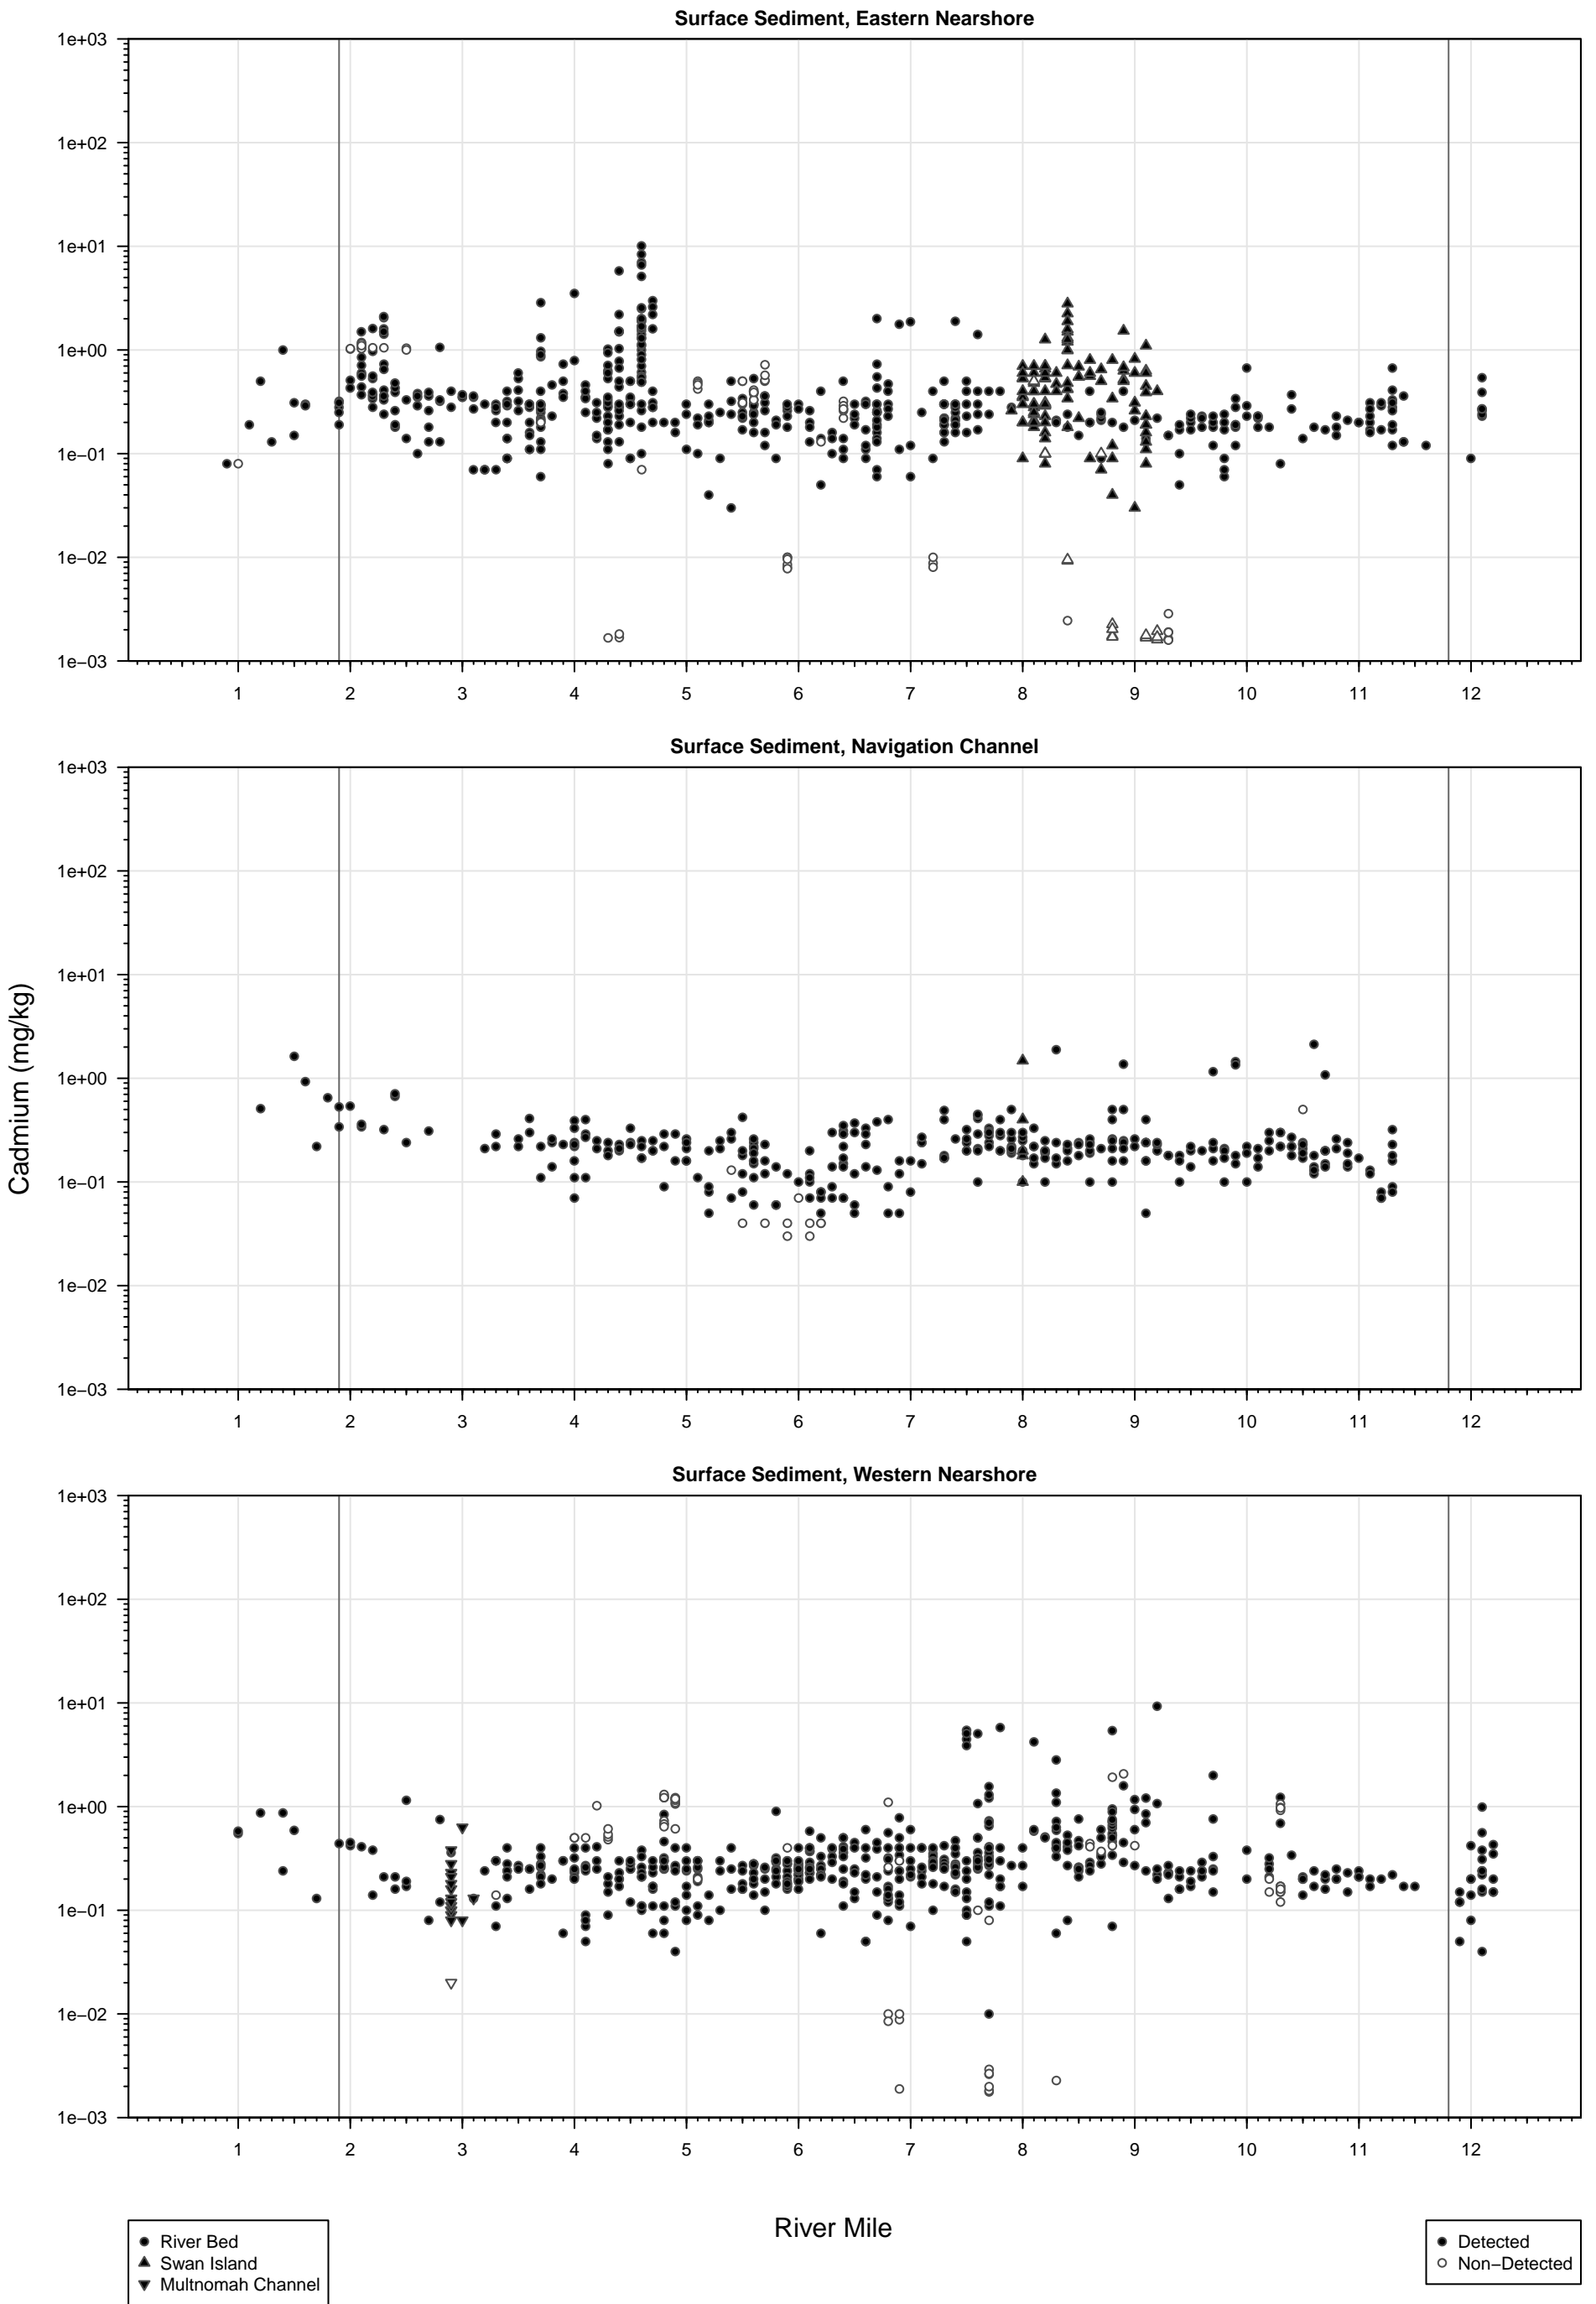 Surface Sediment, Eastern Nearshore
1e+03
1e+02
1e+01
1e+00
1e−01
1e−02
1e−03
1 2 3 4 5 6 7 8 9 10 11 12
Surface Sediment, Navigation Channel
Cadmium (mg/kg)
1e+03
1e+02
1e+01
1e+00
1e−01
1e−02
1e−03
1 2 3 4 5 6 7 8 9 10 11 12
Surface Sediment, Western Nearshore
1e+03
1e+02
1e+01
1e+00
1e−01
1e−02
1e−03
1 2 3 4 5 6 7 8 9 10 11 12
River Mile
River Bed
Swan Island
Multnomah Channel
Detected
Non−Detected